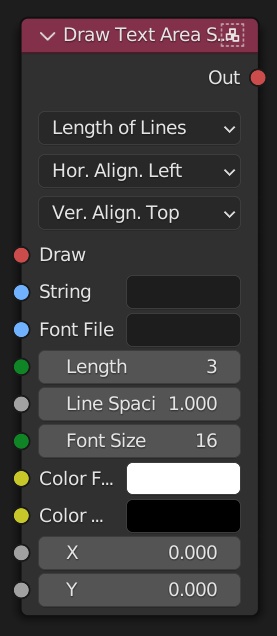 Draw Text Area S...
Out
Length of Lines
Hor. Align. Left
Ver. Align. Top
Draw
String
Font File
Length 3
Line Spaci 1.000
Font Size 16
Color F...
Color ...
X 0.000
Y 0.000